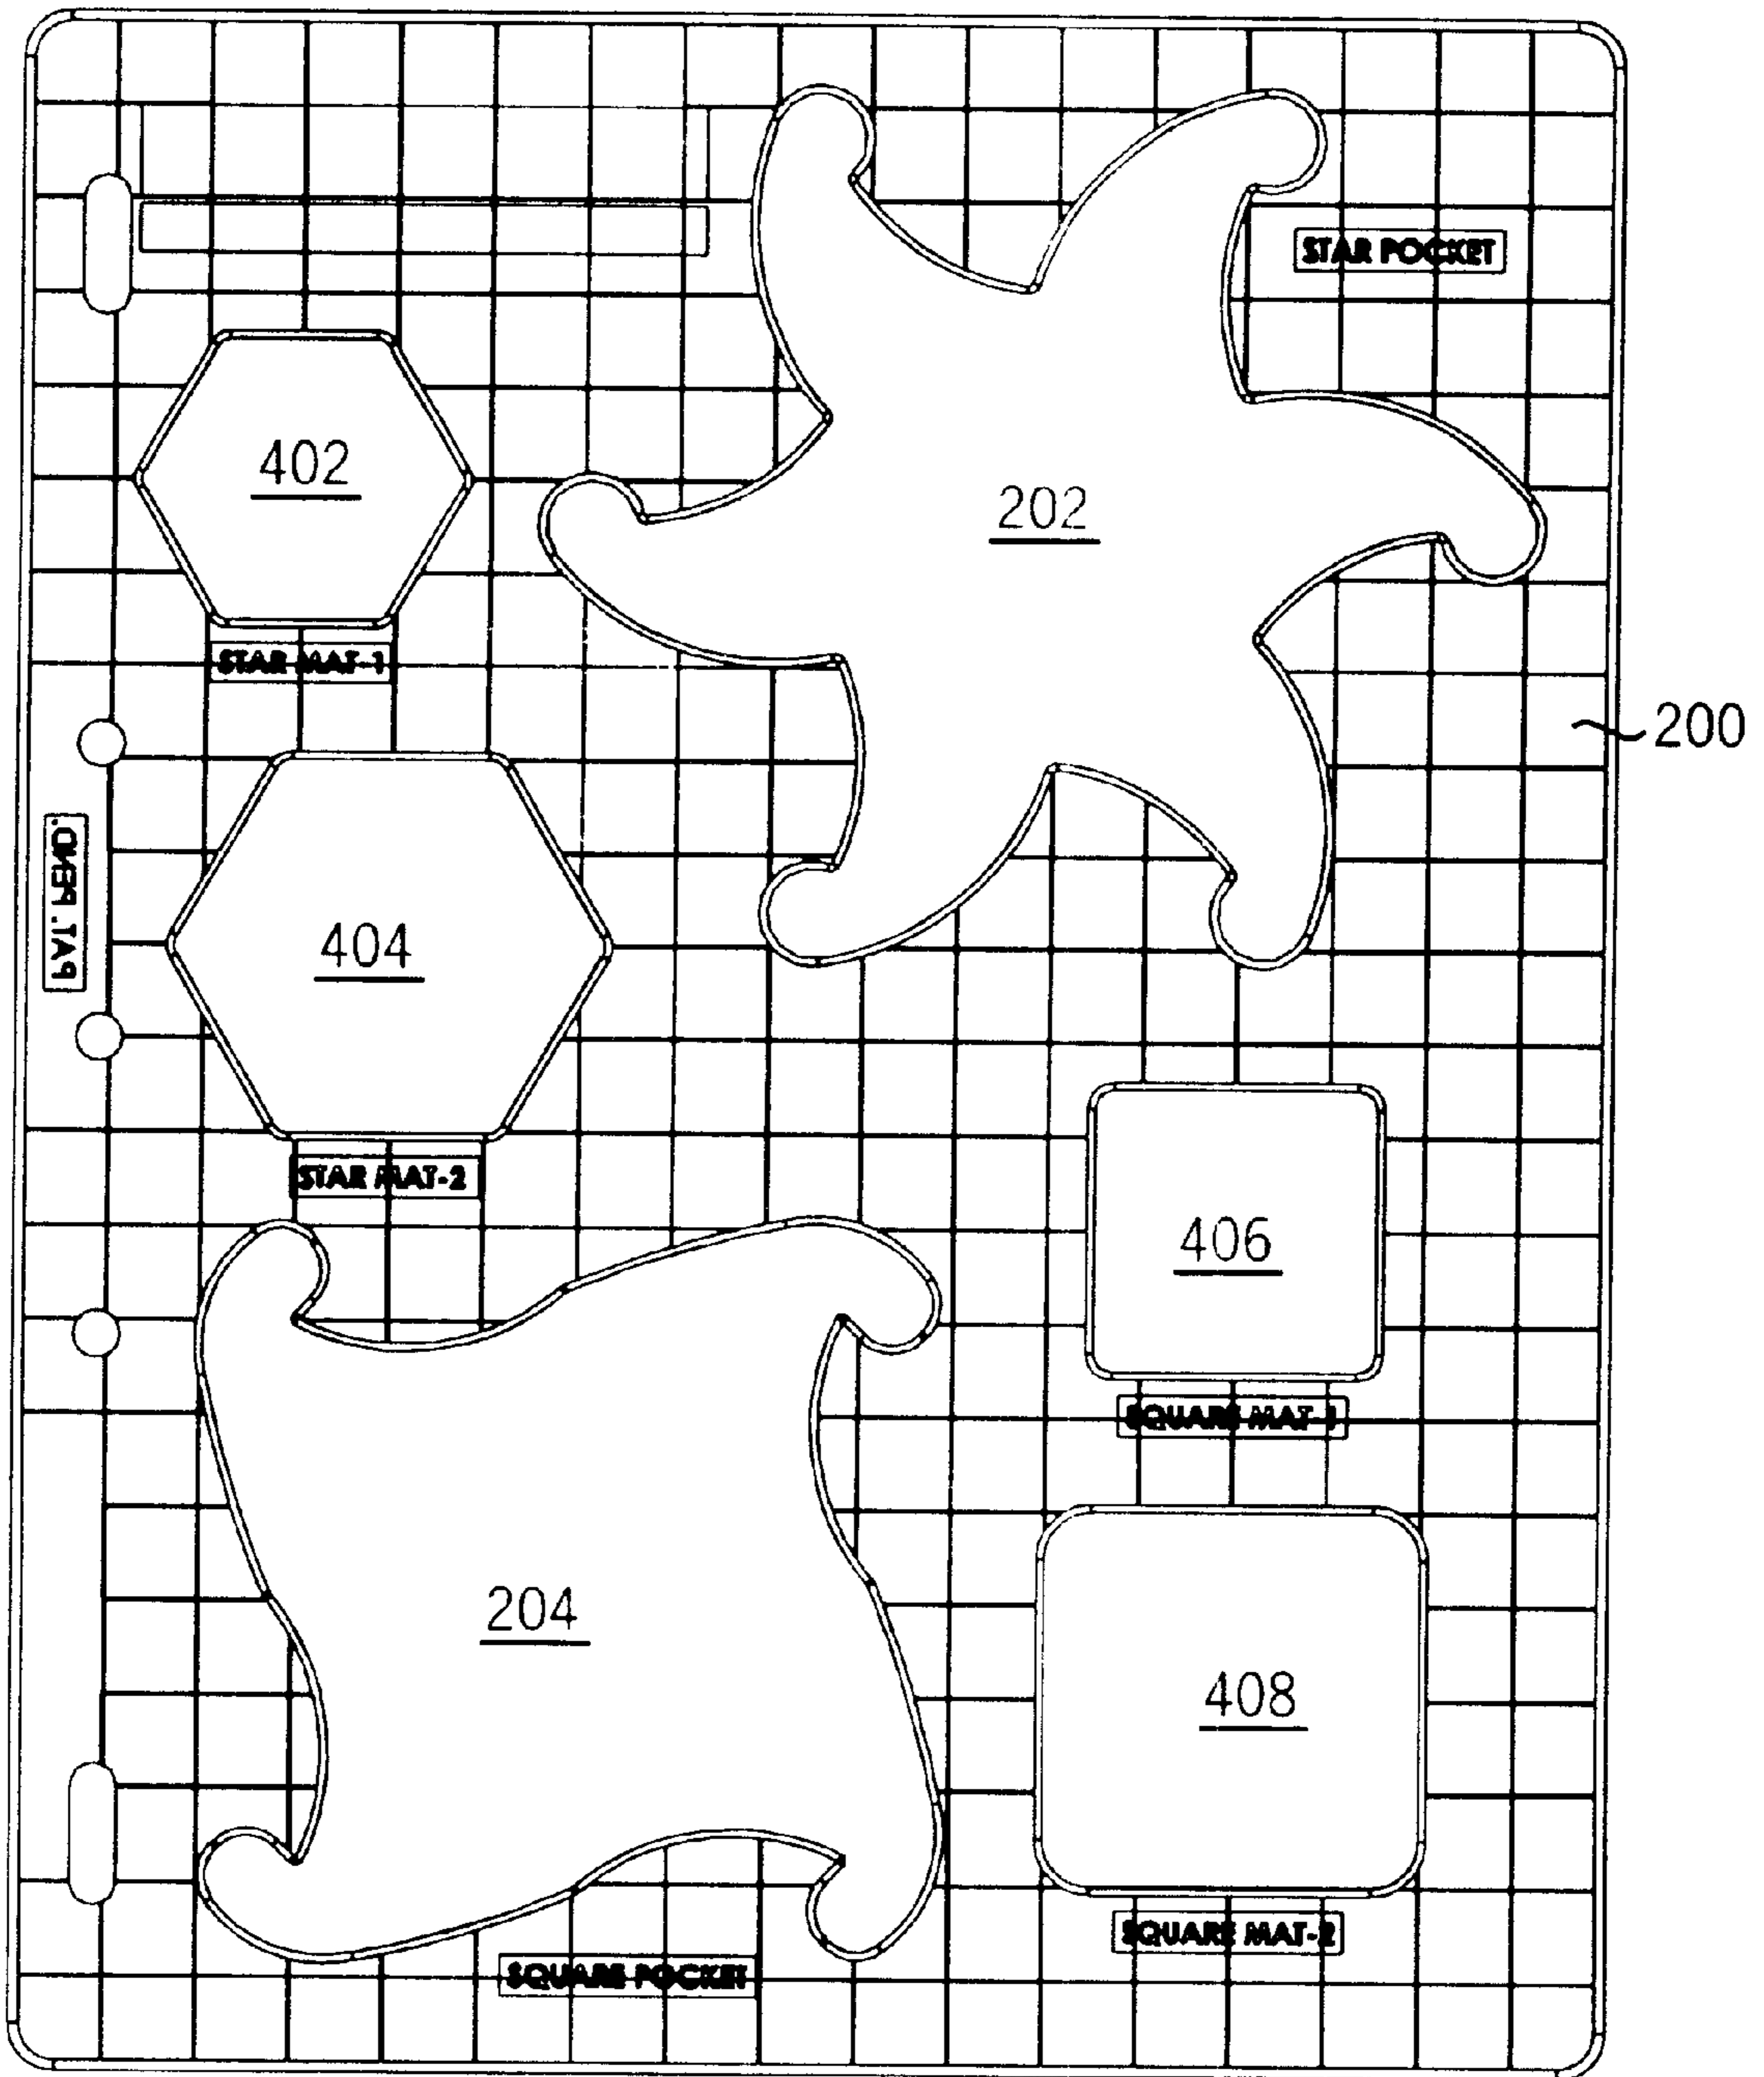 STAR POCKET
402
202
STAR MAT-1
200
PAT. PEND.
404
STAR MAT-2
406
SQUARE MAT-1
204
408
SQUARE MAT-2
SQUARE POCKET